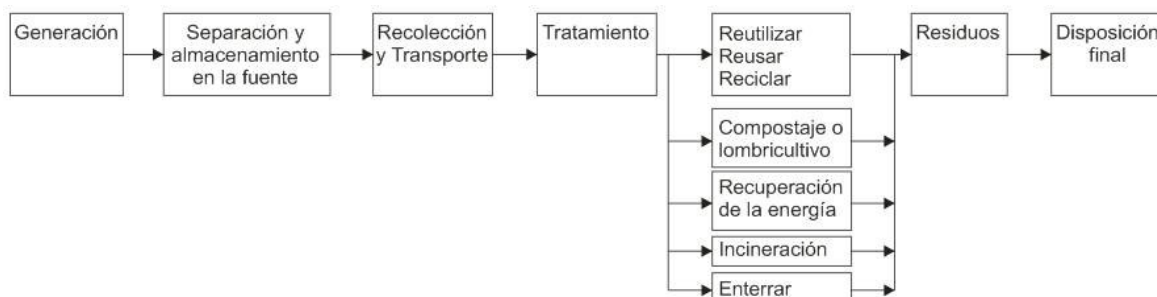 Generación
Separación y
almacenamiento
en la fuente
Recolección
y Transporte
Tratamiento
Reutilizar
Reusar
Reciclar
Compostaje o
lombricultivo
Recuperación
de la energía
Incineración
Enterrar
Residuos
Disposición
final